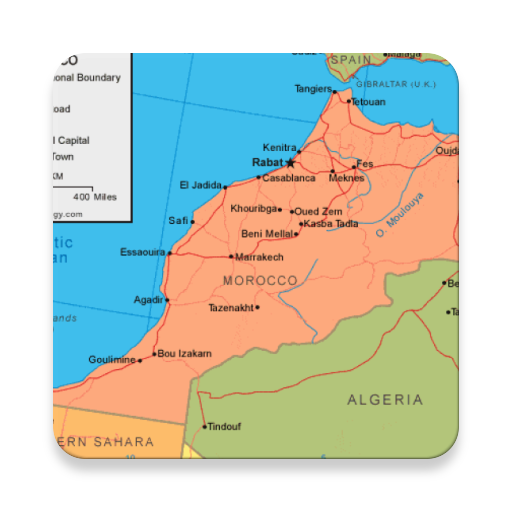 CO
onal Boundary
oad
l Capital
Town
KM
400 Miles
gy.com
SPAIN
Malaga
GIBRALTAR (U.K.)
Tangiers
Tetouan
Kenitra
Oujda
Rabat
Fes
Casablanca
Meknes
El Jadida
O. Moulouya
Khouribga
Oued Zem
Safi
Kasba Tadla
Beni Mellal
tic
an
Essaouira
Marrakech
MOROCCO
Be
Agadir
Tazenakht
Ta
ands
Bou Izakarn
Goulimine
ALGERIA
Tindouf
ERN SAHARA